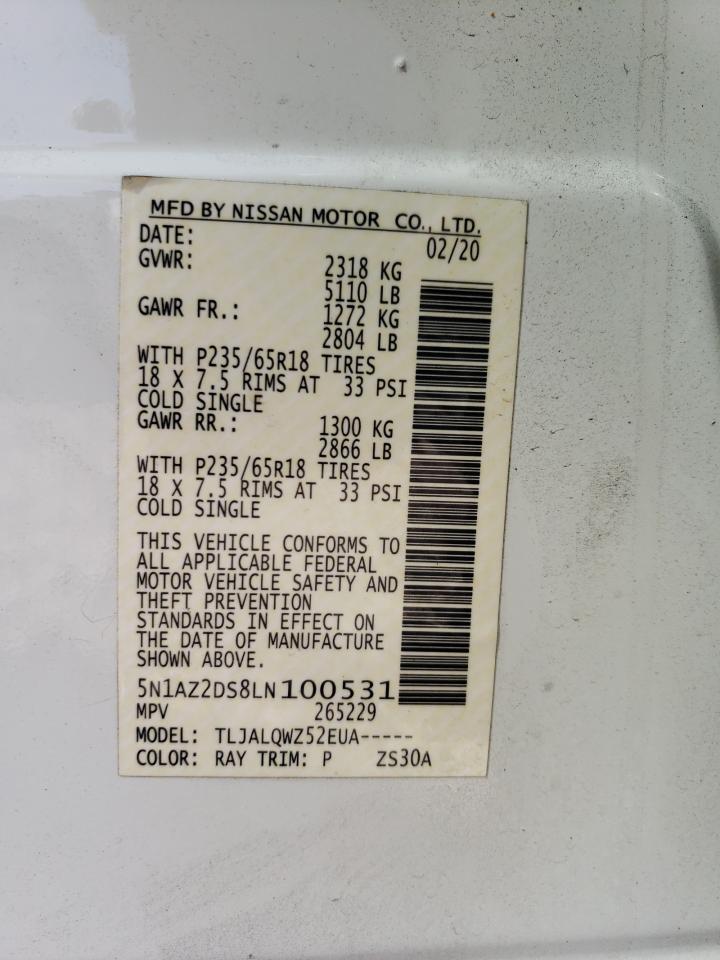 MFD BY NISSAN MOTOR CO., LTD.
DATE: 02/20
GVWR: 2318 KG
5110 LB
GAWR FR.: 1272 KG
2804 LB
WITH P235/65R18 TIRES
18 X 7.5 RIMS AT 33 PSI
COLD SINGLE
GAWR RR.: 1300 KG
2866 LB
WITH P235/65R18 TIRES
18 X 7.5 RIMS AT 33 PSI
COLD SINGLE
THIS VEHICLE CONFORMS TO
ALL APPLICABLE FEDERAL
MOTOR VEHICLE SAFETY AND
THEFT PREVENTION
STANDARDS IN EFFECT ON
THE DATE OF MANUFACTURE
SHOWN ABOVE.
5N1AZ2DS8LN100531
MPV 265229
MODEL: TLJALQWZ52EUA-----
COLOR: RAY TRIM: P ZS30A